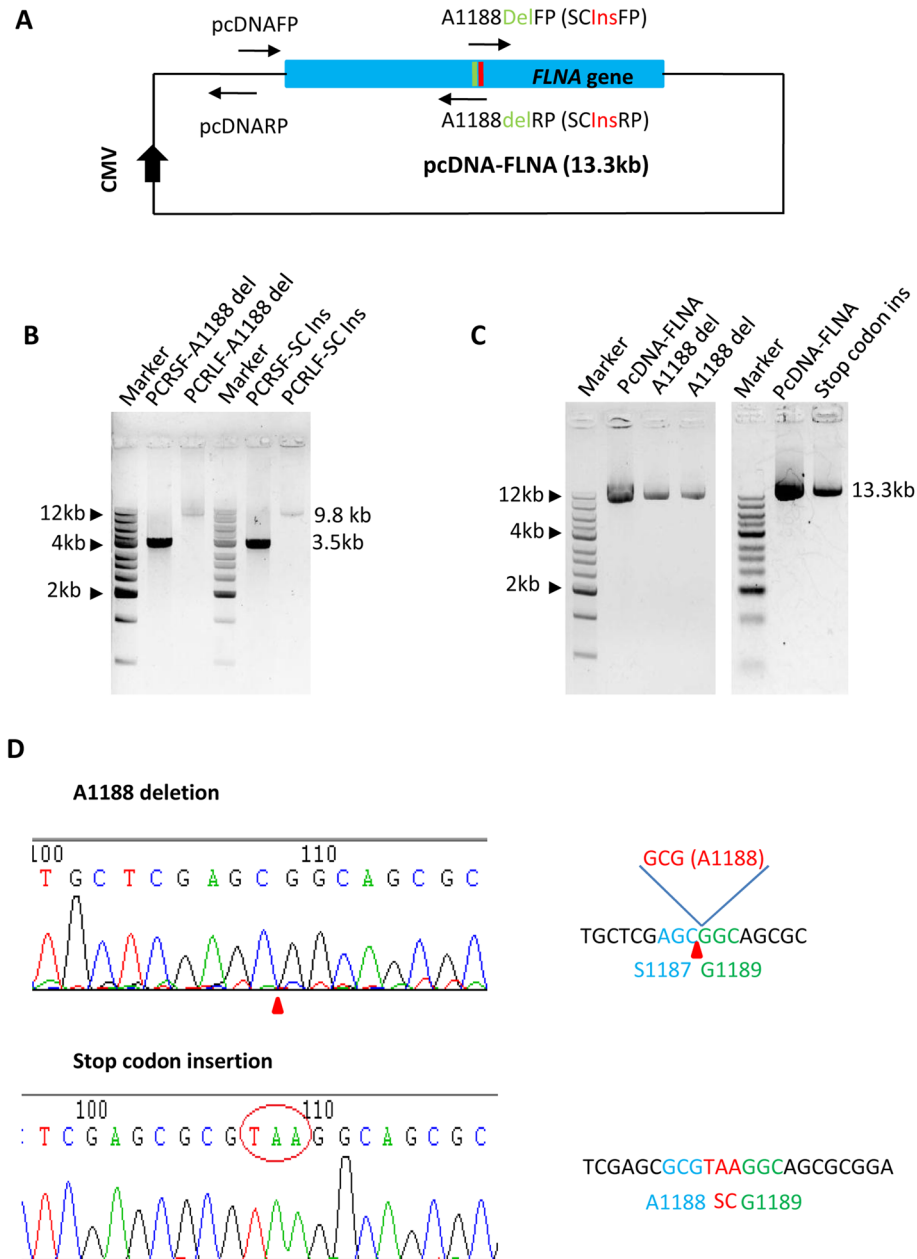 A
pcDNAFP
A1188DelFP (SCInsFP)
FLNA gene
pcDNARP
A1188delRP (SCInsRP)
CMV
pcDNA-FLNA (13.3kb)
B
Marker
PCRSF-A1188 del
PCRLF-A1188 del
Marker
PCRSF-SC Ins
PCRLF-SC Ins
12kb
4kb
2kb
9.8 kb
3.5kb
C
Marker
PcDNA-FLNA
A1188 del
A1188 del
Marker
PcDNA-FLNA
Stop codon ins
12kb
4kb
2kb
13.3kb
D
A1188 deletion
100 110
T G C T C G A G C G G C A G C G C
GCG (A1188)
TGCTCGAGCGGCAGCGC
S1187 G1189
Stop codon insertion
100 110
T C G A G C G C G T A A G G C A G C G C
TCGAGCGCGTAAGGCAGCGCGGA
A1188 SC G1189